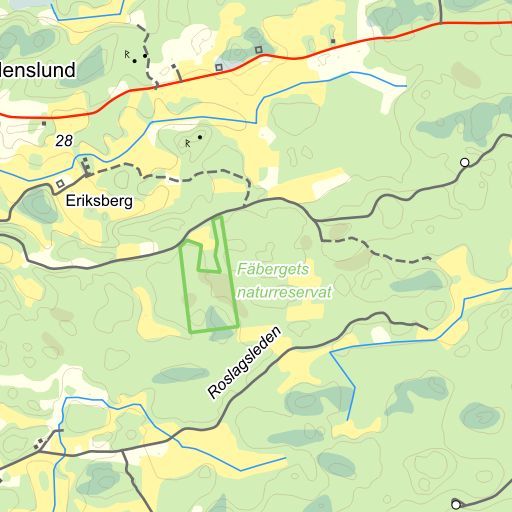 lenslund
R
28
R
Eriksberg
Fäbergets
naturreservat
Roslagsleden